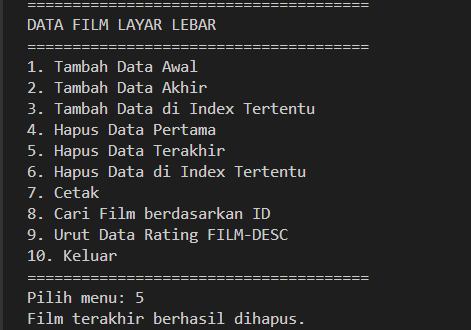 ======================================
DATA FILM LAYAR LEBAR
======================================
1. Tambah Data Awal
2. Tambah Data Akhir
3. Tambah Data di Index Tertentu
4. Hapus Data Pertama
5. Hapus Data Terakhir
6. Hapus Data di Index Tertentu
7. Cetak
8. Cari Film berdasarkan ID
9. Urut Data Rating FILM-DESC
10. Keluar
======================================
Pilih menu: 5
Film terakhir berhasil dihapus.